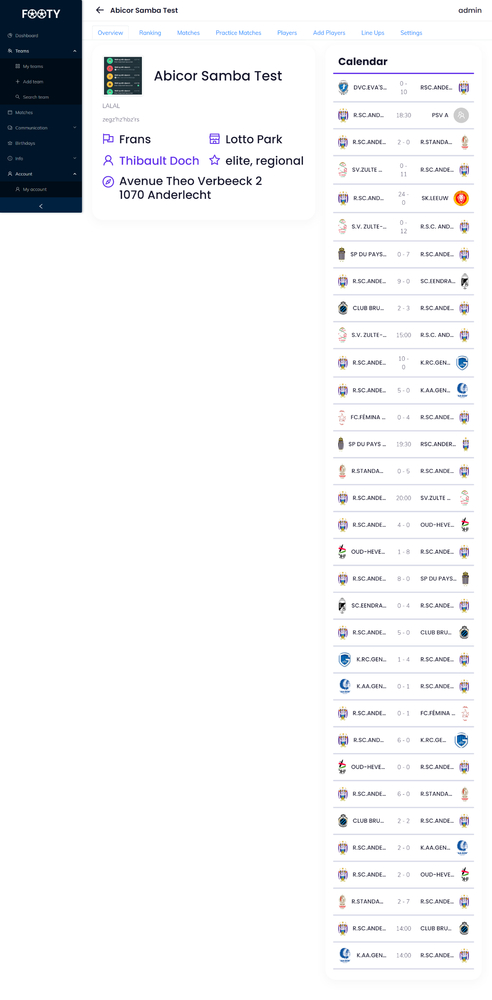 FOOTY
Dashboard
Teams
My teams
Add team
Search team
Matches
Communication
Birthdays
Info
Account
My account
Abicor Samba Test
admin
Overview Ranking Matches Practice Matches Players Add Players Line Ups Settings
Abicor Samba Test
LALAL
zegz'hz'hbz'rs
Frans
Lotto Park
Thibault Doch
elite, regional
Avenue Theo Verbeeck 2
1070 Anderlecht
Calendar
DVC.EVA'S... 0 - 10 RSC.ANDE...
R.SC.AND... 18:30 PSV A
R.SC.ANDE... 2 - 0 R.STANDA...
SV.ZULTE ... 0 - 11 R.SC.ANDE...
R.SC.AND... 24 - 0 SK.LEEUW
S.V. ZULTE-... 0 - 12 R.S.C. AND...
SP DU PAYS... 0 - 7 R.SC.ANDE...
R.SC.ANDE... 9 - 0 SC.EENDRA...
CLUB BRU... 2 - 3 R.SC.ANDE...
S.V. ZULTE-... 15:00 R.S.C. AND...
R.SC.ANDE... 10 - 0 K.RC.GEN...
R.SC.ANDE... 5 - 0 K.AA.GEN...
FC.FÉMINA ... 0 - 4 R.SC.ANDE...
SP DU PAYS ... 19:30 RSC.ANDER...
R.STANDA... 0 - 5 R.SC.ANDE...
R.SC.ANDE... 20:00 SV.ZULTE ...
R.SC.ANDE... 4 - 0 OUD-HEVE...
OUD-HEVE... 1 - 8 R.SC.ANDE...
R.SC.ANDE... 8 - 0 SP DU PAYS...
SC.EENDRA... 0 - 4 R.SC.ANDE...
R.SC.ANDE... 5 - 0 CLUB BRU...
K.RC.GEN... 1 - 4 R.SC.ANDE...
K.AA.GEN... 0 - 1 R.SC.ANDE...
R.SC.ANDE... 0 - 1 FC.FÉMINA ...
R.SC.AND... 6 - 0 K.RC.GE...
OUD-HEVE... 0 - 0 R.SC.ANDE...
R.SC.ANDE... 6 - 0 R.STANDA...
CLUB BRU... 2 - 2 R.SC.ANDE...
R.SC.ANDE... 2 - 0 K.AA.GEN...
R.SC.ANDE... 2 - 0 OUD-HEVE...
R.STANDA... 2 - 7 R.SC.ANDE...
R.SC.ANDE... 14:00 CLUB BRU...
K.AA.GEN... 14:00 R.SC.ANDE...